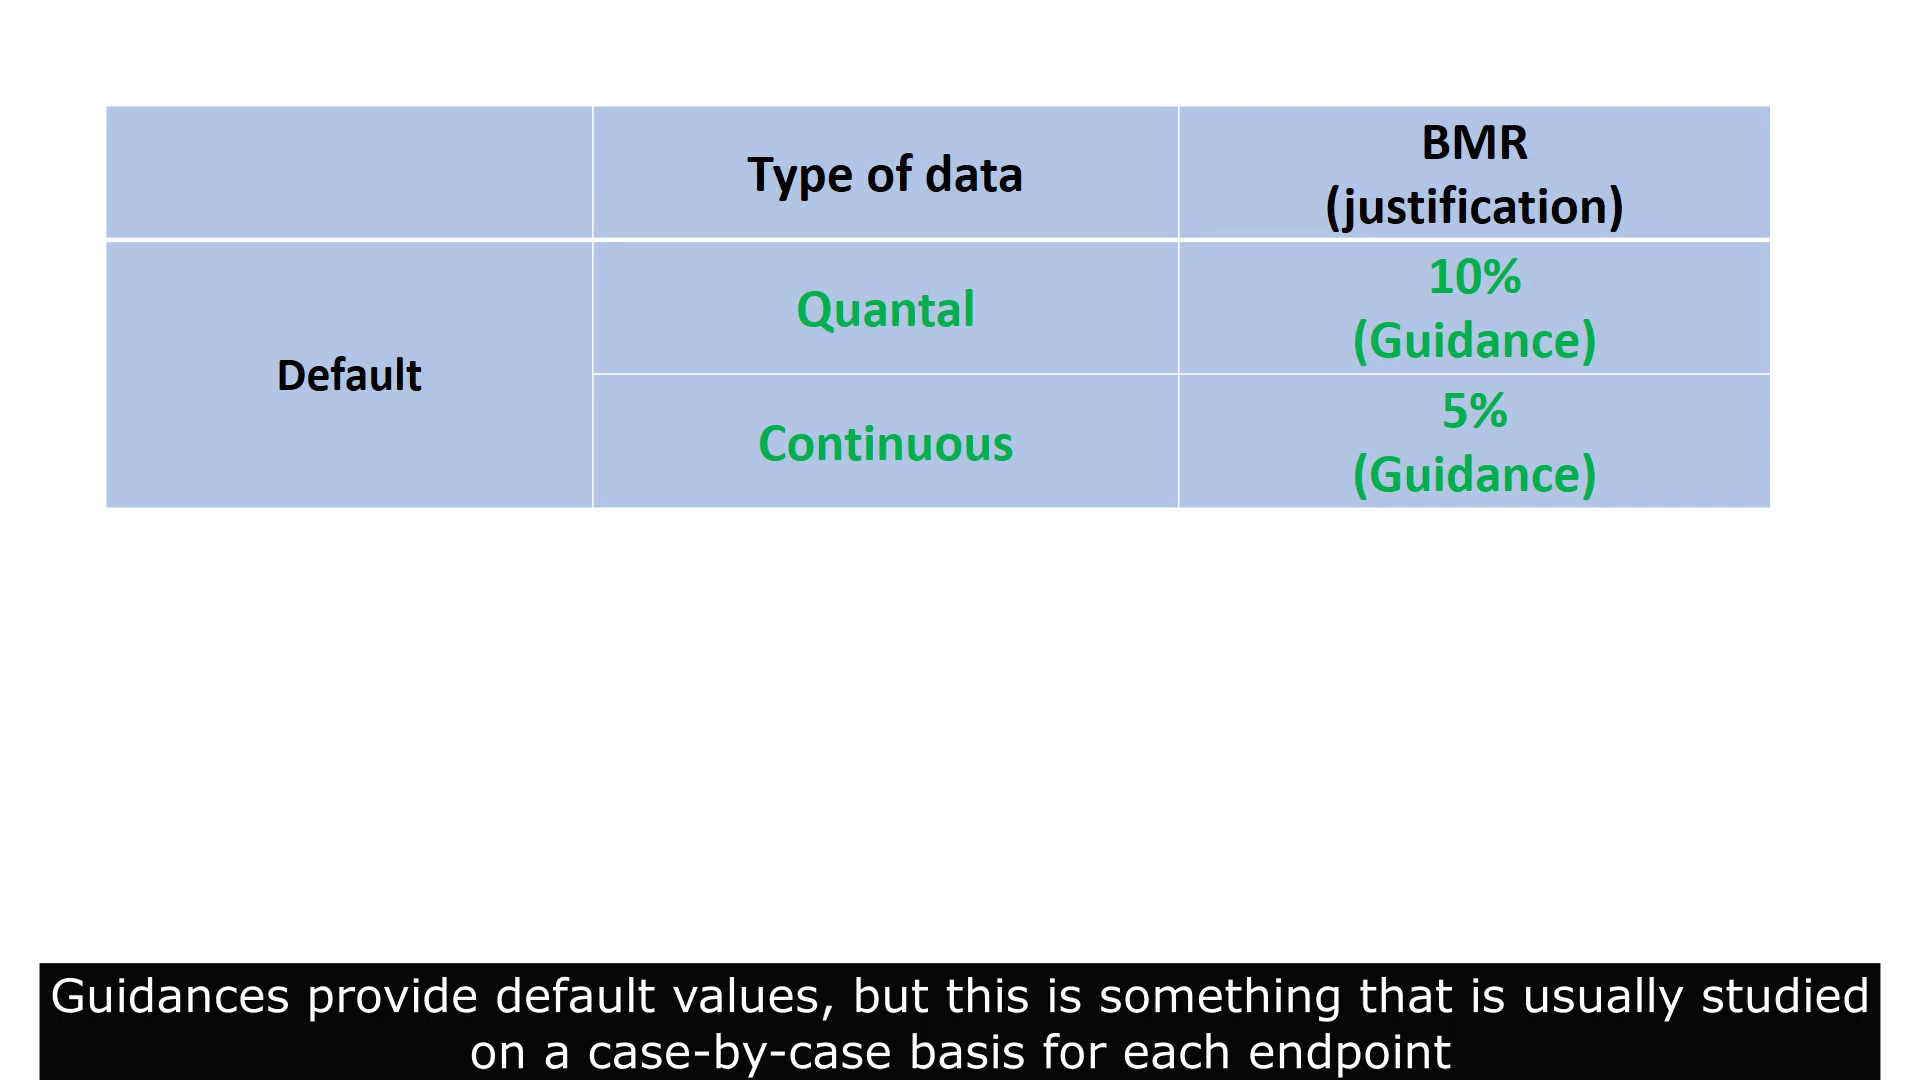 Type of data
BMR
(justification)
Default
Quantal
10%
(Guidance)
Continuous
5%
(Guidance)
Guidances provide default values, but this is something that is usually studied
on a case-by-case basis for each endpoint